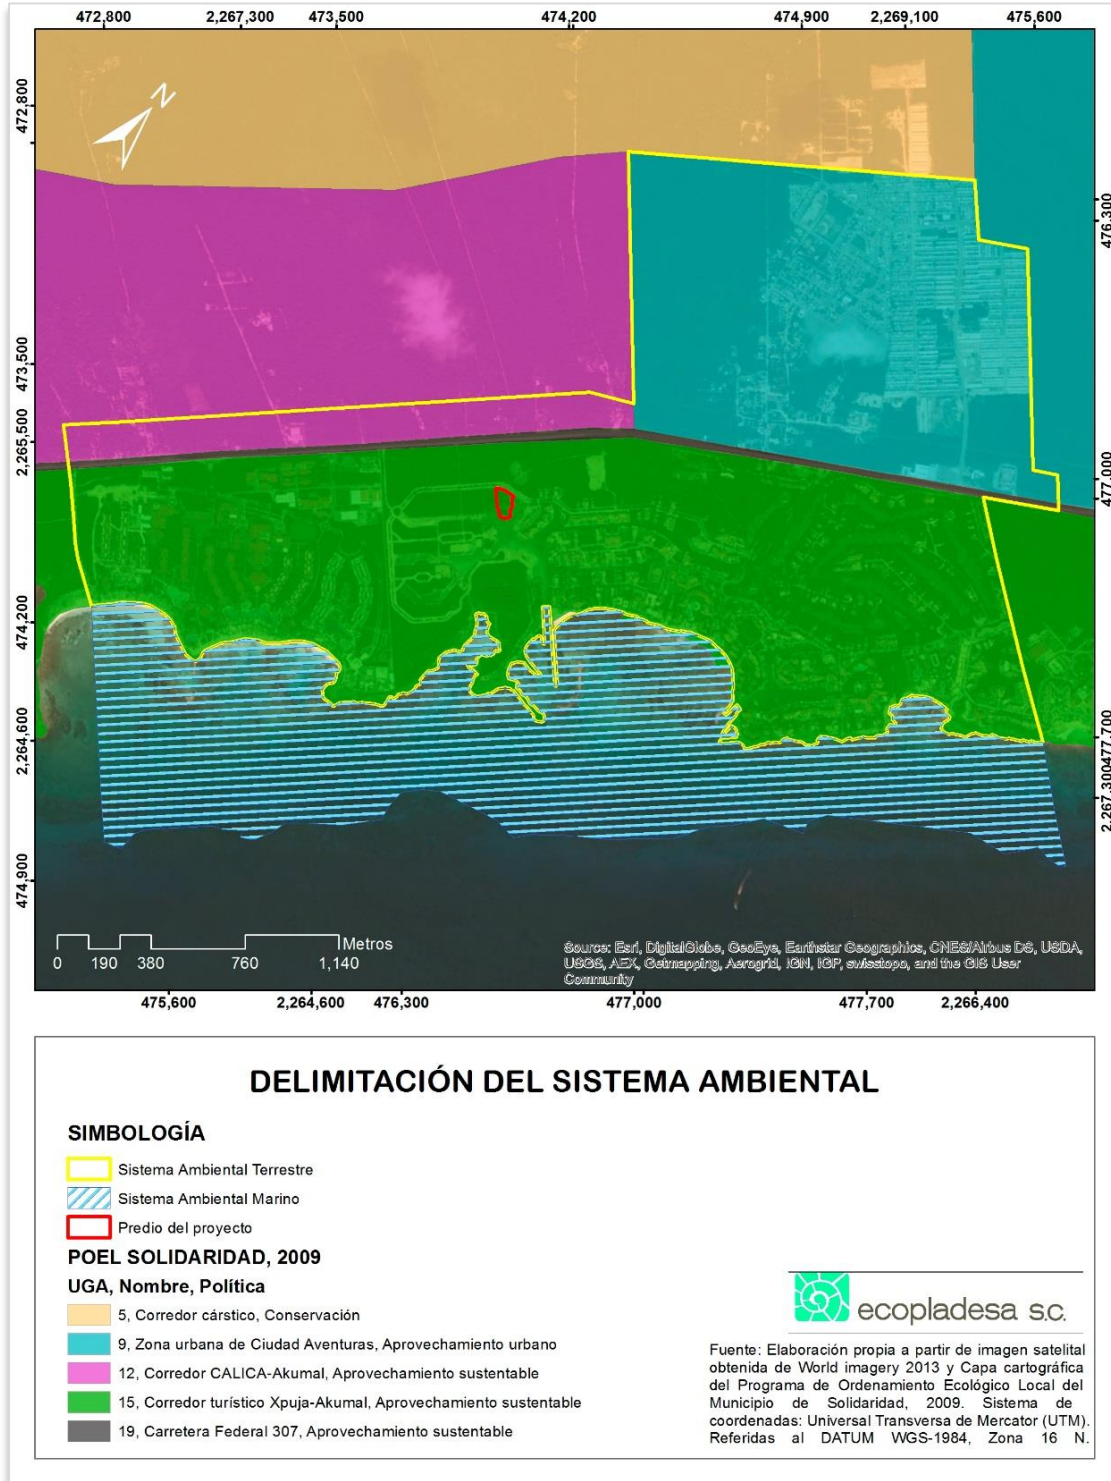 472,800 2,267,300 473,500 474,200 474,900 2,269,100 475,600
472,800
473,500
2,265,500
474,200
2,264,600
474,900
476,300
477,000
477,700
2,267,300
N
Metros
0 190 380 760 1,140
Source: Esri, DigitalGlobe, GeoEye, Earthstar Geographics, CNES/Airbus DS, USDA,
USGS, AEX, Getmapping, Aerogrid, IGN, IGP, swisstopo, and the GIS User
Community
475,600 2,264,600 476,300 477,000 477,700 2,266,400
DELIMITACIÓN DEL SISTEMA AMBIENTAL
SIMBOLOGÍA
Sistema Ambiental Terrestre
Sistema Ambiental Marino
Predio del proyecto
POEL SOLIDARIDAD, 2009
UGA, Nombre, Política
5, Corredor cárstico, Conservación
9, Zona urbana de Ciudad Aventuras, Aprovechamiento urbano
12, Corredor CALICA-Akumal, Aprovechamiento sustentable
15, Corredor turístico Xpuja-Akumal, Aprovechamiento sustentable
19, Carretera Federal 307, Aprovechamiento sustentable
ecopladesa s.c.
Fuente: Elaboración propia a partir de imagen satelital
obtenida de World imagery 2013 y Capa cartográfica
del Programa de Ordenamiento Ecológico Local del
Municipio de Solidaridad, 2009. Sistema de
coordenadas: Universal Transversa de Mercator (UTM).
Referidas al DATUM WGS-1984, Zona 16 N.